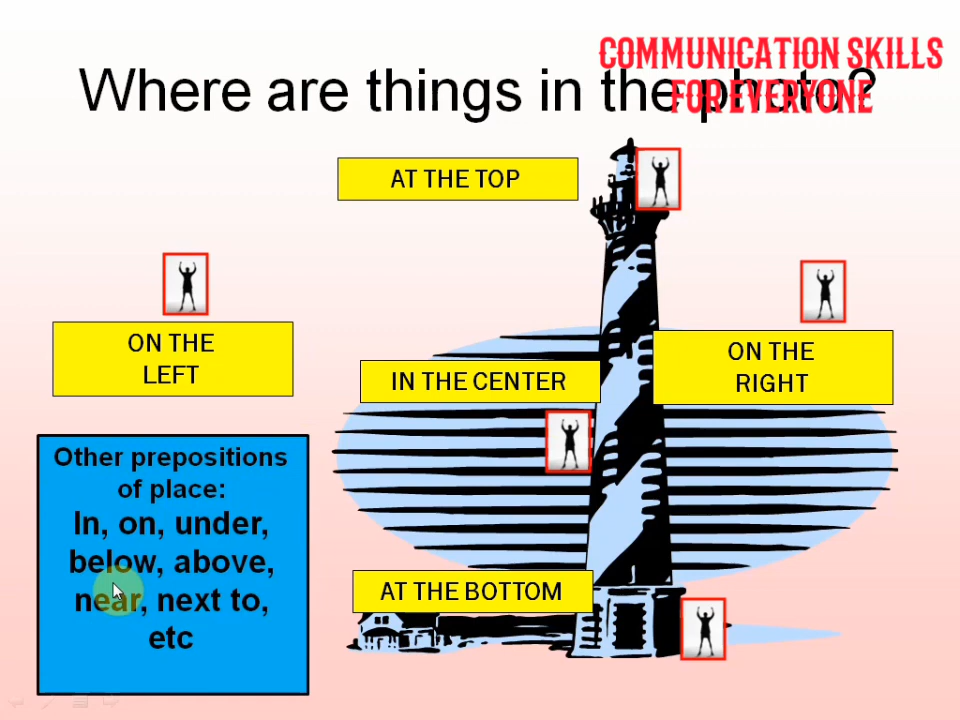 COMMUNICATION SKILLS
FOR EVERYONE
Where are things in the photo?
AT THE TOP
ON THE
LEFT
IN THE CENTER
ON THE
RIGHT
Other prepositions
of place:
In, on, under,
below, above,
near, next to,
etc
AT THE BOTTOM